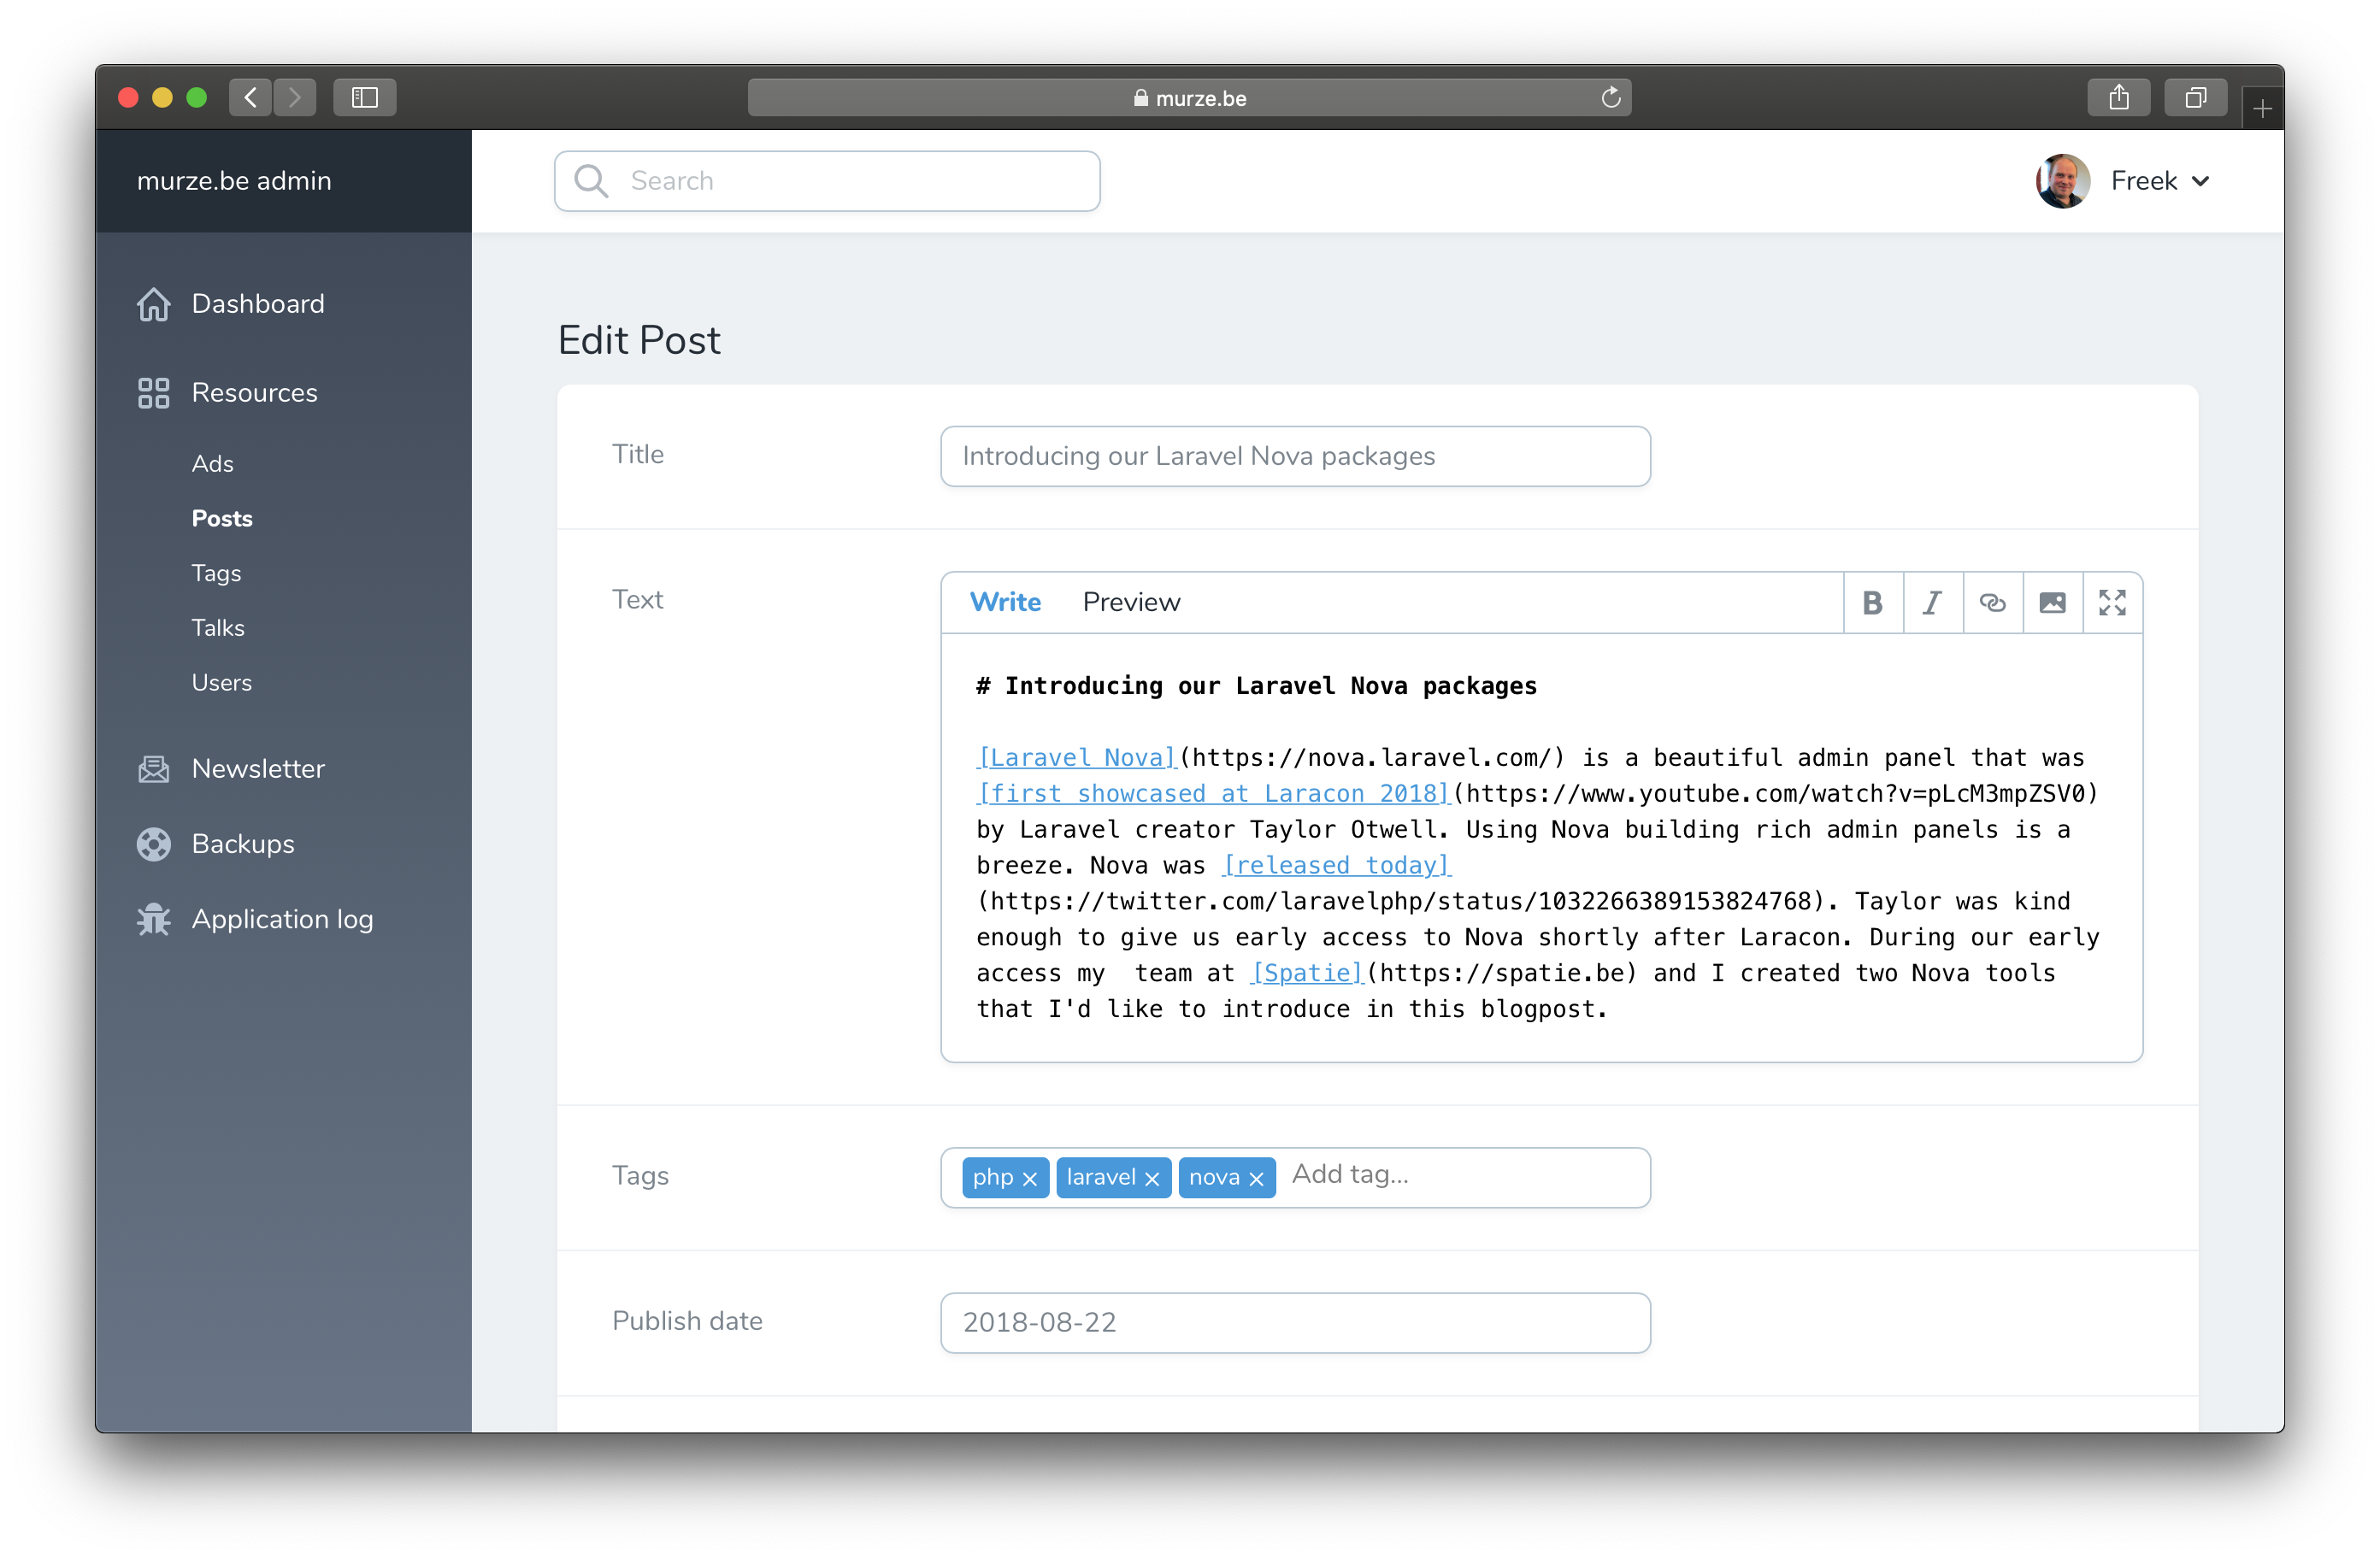 murze.be
murze.be admin
Search
Freek
Dashboard
Resources
Ads
Posts
Tags
Talks
Users
Newsletter
Backups
Application log
Edit Post
Title
Introducing our Laravel Nova packages
Text
Write Preview B I
# Introducing our Laravel Nova packages
[Laravel Nova](https://nova.laravel.com/) is a beautiful admin panel that was
[first showcased at Laracon 2018](https://www.youtube.com/watch?v=pLcM3mpZSV0)
by Laravel creator Taylor Otwell. Using Nova building rich admin panels is a
breeze. Nova was [released today]
(https://twitter.com/laravelphp/status/1032266389153824768). Taylor was kind
enough to give us early access to Nova shortly after Laracon. During our early
access my  team at [Spatie](https://spatie.be) and I created two Nova tools
that I'd like to introduce in this blogpost.
Tags
php × laravel × nova × Add tag...
Publish date
2018-08-22